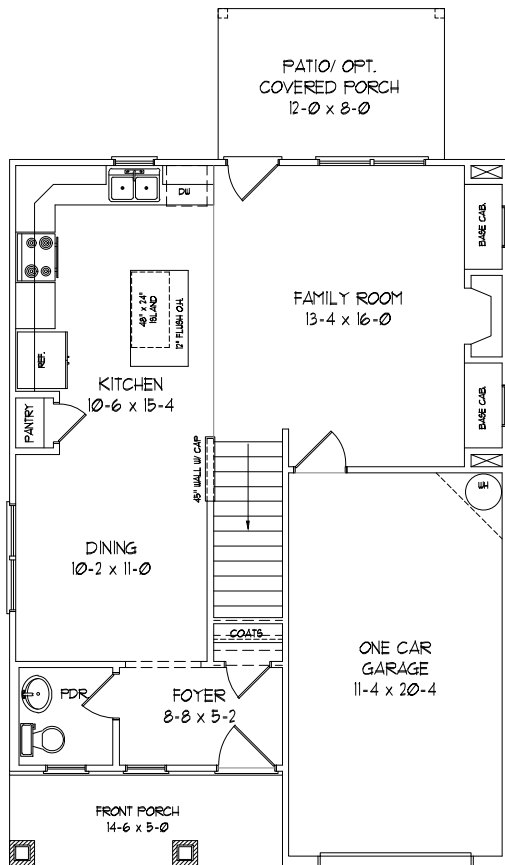 PATIO/ OPT.
COVERED PORCH
12-0 x 8-0
DW
BASE CAB.
FAMILY ROOM
13-4 x 16-0
48" x 24"
ISLAND
12" FLUSH O.H.
REF.
KITCHEN
10-6 x 15-4
BASE CAB.
PANTRY
45" WALL W/ CAP
WH
DINING
10-2 x 11-0
COATS
ONE CAR
GARAGE
11-4 x 20-4
PDR.
FOYER
8-8 x 5-2
FRONT PORCH
14-6 x 5-0